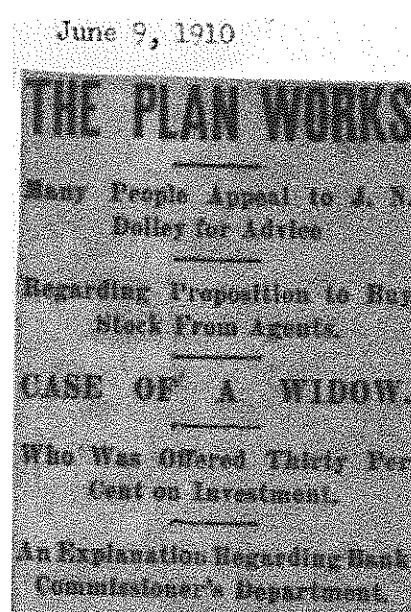 June 9, 1910
THE PLAN WORKS
Many People Appeal to J. N.
Dolley for Advice
Regarding Proposition to Buy
Stock From Agents.
CASE OF A WIDOW.
Who Was Offered Thirty Per
Cent on Investment.
An Explanation Regarding Bank
Commissioner's Department.